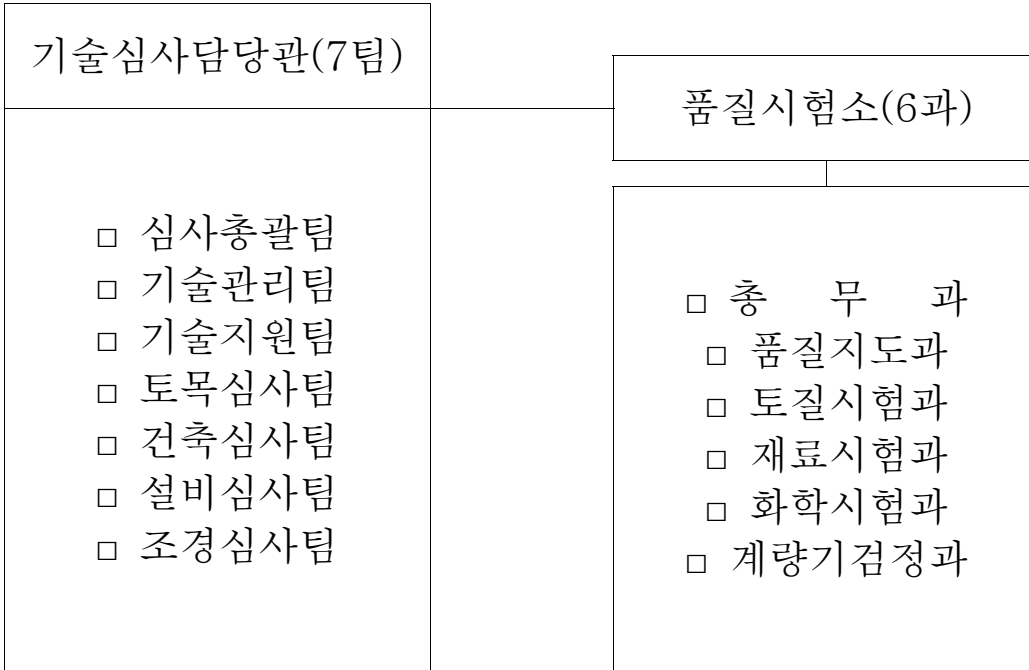 기술심사담당관(7팀)
□ 심사총괄팀
□ 기술관리팀
□ 기술지원팀
□ 토목심사팀
□ 건축심사팀
□ 설비심사팀
□ 조경심사팀
품질시험소(6과)
□ 총 무 과
□ 품질지도과
□ 토질시험과
□ 재료시험과
□ 화학시험과
□ 계량기검정과